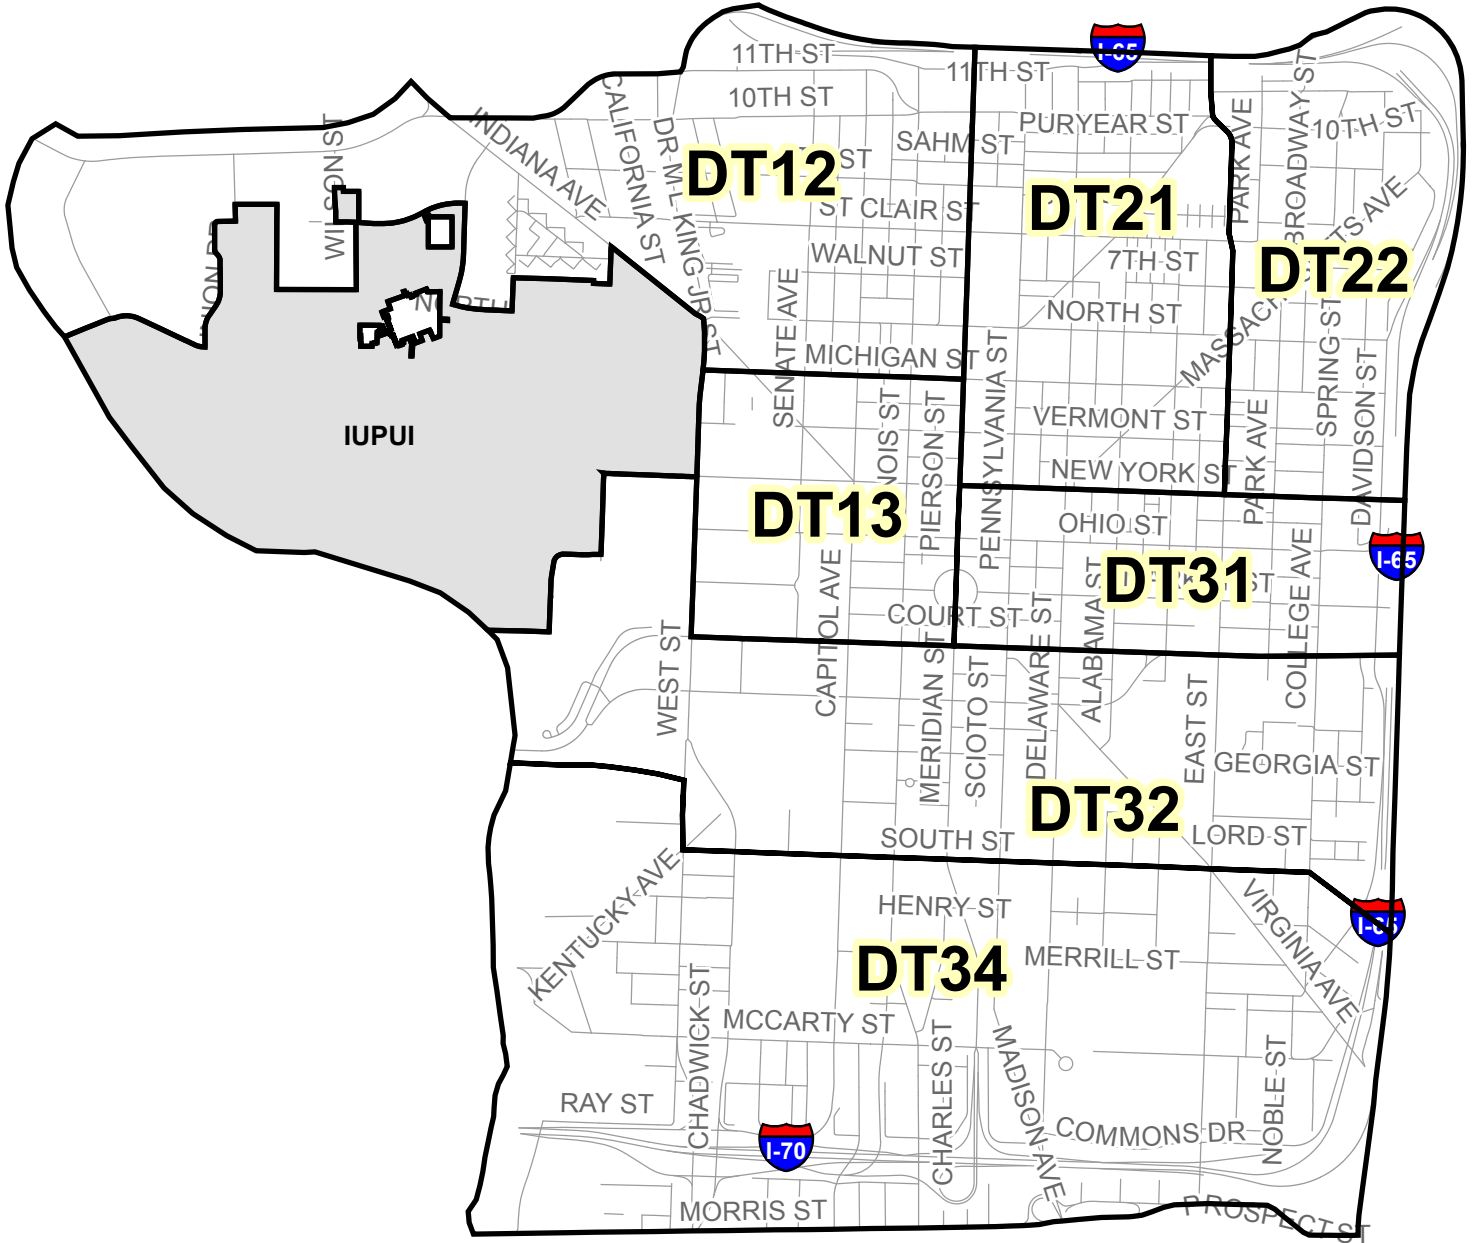 I-65
11TH ST
11TH ST
10TH ST
10TH ST
PURYEAR ST
SAHM ST
WILSON ST
INDIANA AVE
CALIFORNIA ST
DR M L KING JR ST
ST
DT12
DT21
DT22
PARK AVE
BROADWAY ST
ST CLAIR ST
WALNUT ST
7TH ST
NORTH ST
NORTH
SENATE AVE
MICHIGAN ST
MASSACHUSETTS AVE
SPRING ST
DAVIDSON ST
PENNSYLVANIA ST
VERMONT ST
NEW YORK ST
PARK AVE
IUPUI
PIERSON ST
DT13
OHIO ST
DT31
ST
I-65
COLLEGE AVE
ALABAMA ST
COURT ST
DELAWARE ST
CAPITOL AVE
WEST ST
MERIDIAN ST
SCIOTO ST
EAST ST
GEORGIA ST
DT32
LORD ST
SOUTH ST
KENTUCKY AVE
HENRY ST
VIRGINIA AVE
I-65
MERRILL ST
DT34
MCCARTY ST
CHADWICK ST
CHARLES ST
MADISON AVE
NOBLE ST
RAY ST
COMMONS DR
I-70
MORRIS ST
PROSPECT ST